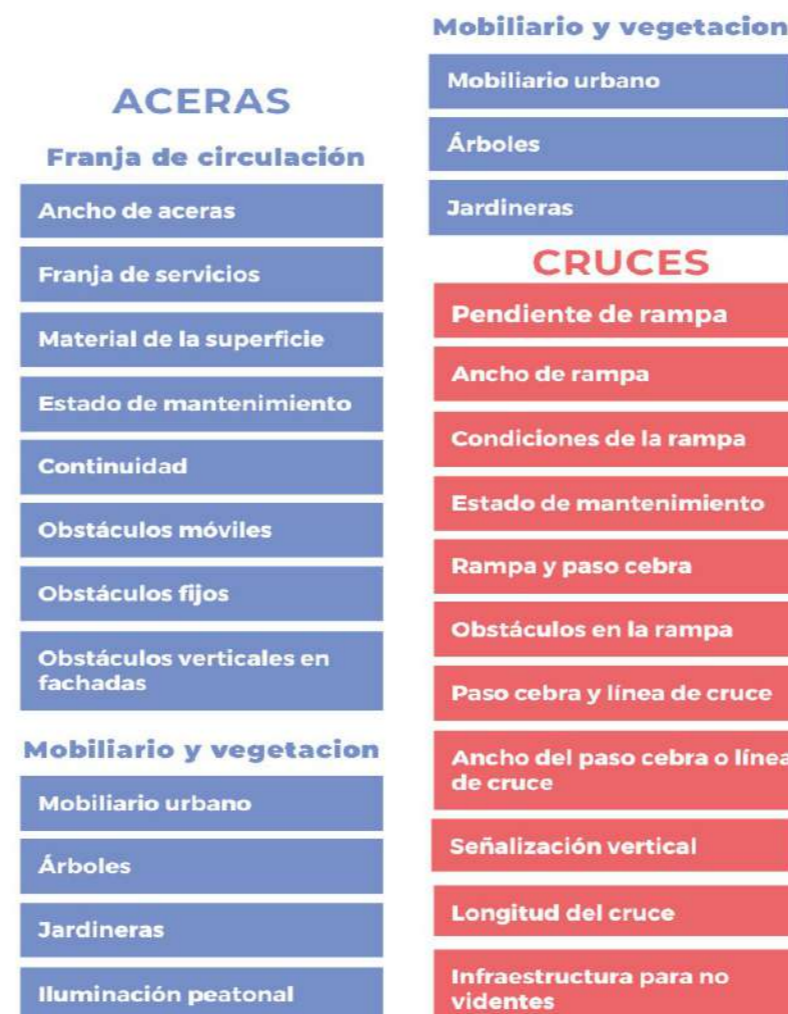 ACERAS
Franja de circulación
Ancho de aceras
Franja de servicios
Material de la superficie
Estado de mantenimiento
Continuidad
Obstáculos móviles
Obstáculos fijos
Obstáculos verticales en
fachadas
Mobiliario y vegetacion
Mobiliario urbano
Árboles
Jardineras
Iluminación peatonal
Mobiliario y vegetacion
Mobiliario urbano
Árboles
Jardineras
CRUCES
Pendiente de rampa
Ancho de rampa
Condiciones de la rampa
Estado de mantenimiento
Rampa y paso cebra
Obstáculos en la rampa
Paso cebra y línea de cruce
Ancho del paso cebra o línea
de cruce
Señalización vertical
Longitud del cruce
Infraestructura para no
videntes